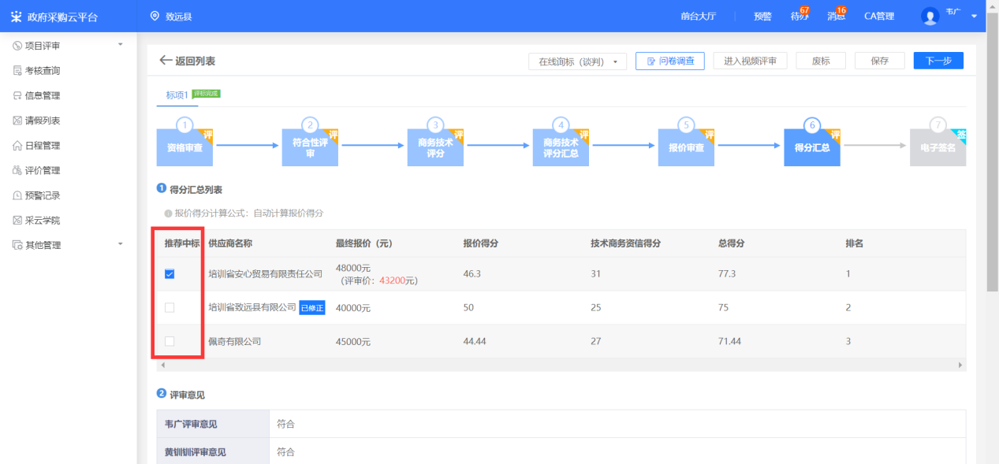 政府采购云平台
致远县
前台大厅
预警
待办
67
消息
16
CA管理
韦广
项目评审
考核查询
信息管理
请假列表
日程管理
评价管理
预警记录
采云学院
其他管理
返回列表
在线询标（谈判）
问卷调查
进入视频评审
废标
保存
下一步
标项1 评标完成
1
评
资格审查
2
评
符合性评
审
3
评
商务技术
评分
4
评
商务技术
评分汇总
5
评
报价审查
6
评
得分汇总
7
签
电子签名
1 得分汇总列表
报价得分计算公式：自动计算报价得分
推荐中标 供应商名称 最终报价（元） 报价得分 技术商务资信得分 总得分 排名
培训省安心贸易有限责任公司 48000元 46.3 31 77.3 1
（评审价：43200元）
培训省致远县有限公司 已修正 40000元 50 25 75 2
佩奇有限公司 45000元 44.44 27 71.44 3
2 评审意见
韦广评审意见 符合
黄钏钏评审意见 符合